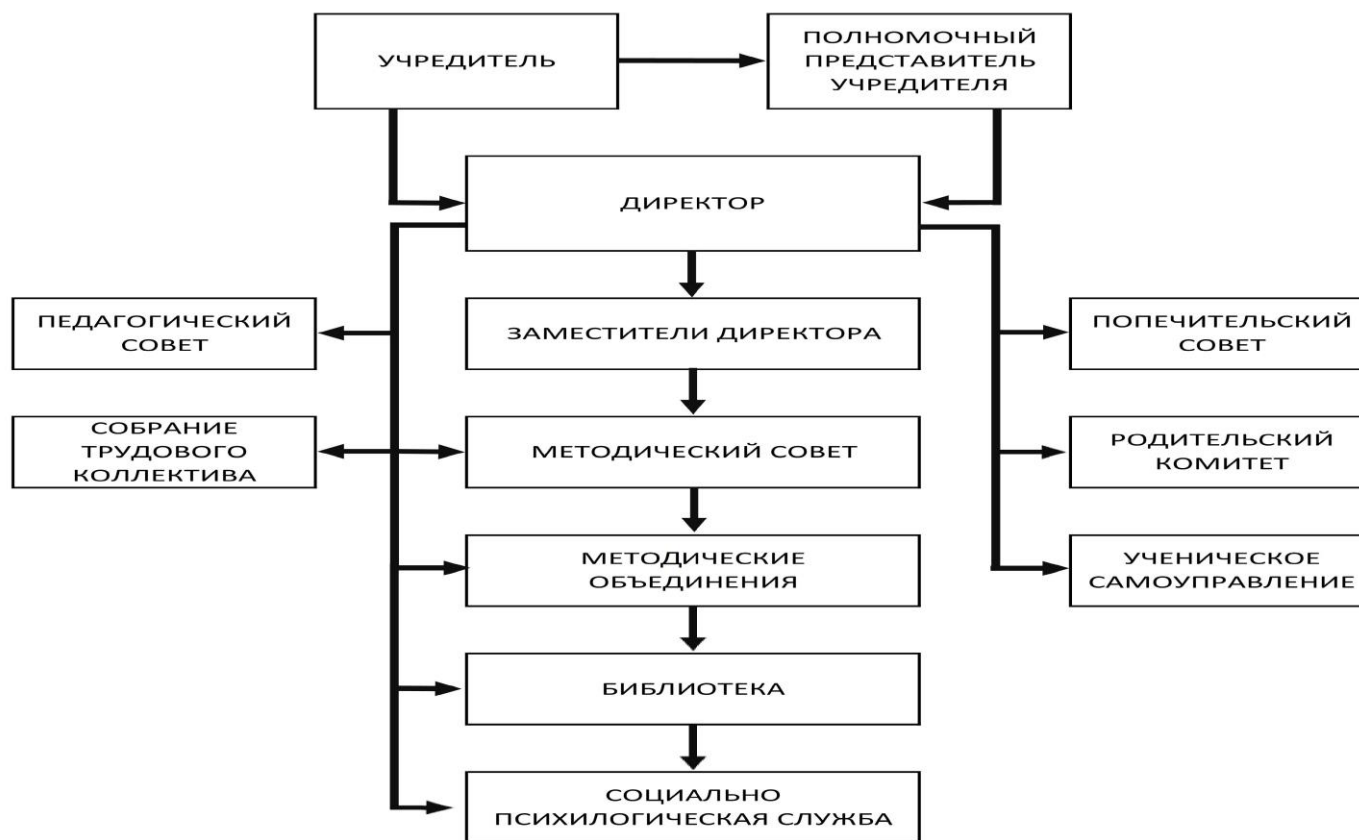 УЧРЕДИТЕЛЬ
ПОЛНОМОЧНЫЙ
ПРЕДСТАВИТЕЛЬ
УЧРЕДИТЕЛЯ
ДИРЕКТОР
ПЕДАГОГИЧЕСКИЙ
СОВЕТ
ЗАМЕСТИТЕЛИ ДИРЕКТОРА
ПОПЕЧИТЕЛЬСКИЙ
СОВЕТ
СОБРАНИЕ
ТРУДОВОГО
КОЛЛЕКТИВА
МЕТОДИЧЕСКИЙ СОВЕТ
РОДИТЕЛЬСКИЙ
КОМИТЕТ
МЕТОДИЧЕСКИЕ
ОБЪЕДИНЕНИЯ
УЧЕНИЧЕСКОЕ
САМОУПРАВЛЕНИЕ
БИБЛИОТЕКА
СОЦИАЛЬНО
ПСИХИЛОГИЧЕСКАЯ СЛУЖБА